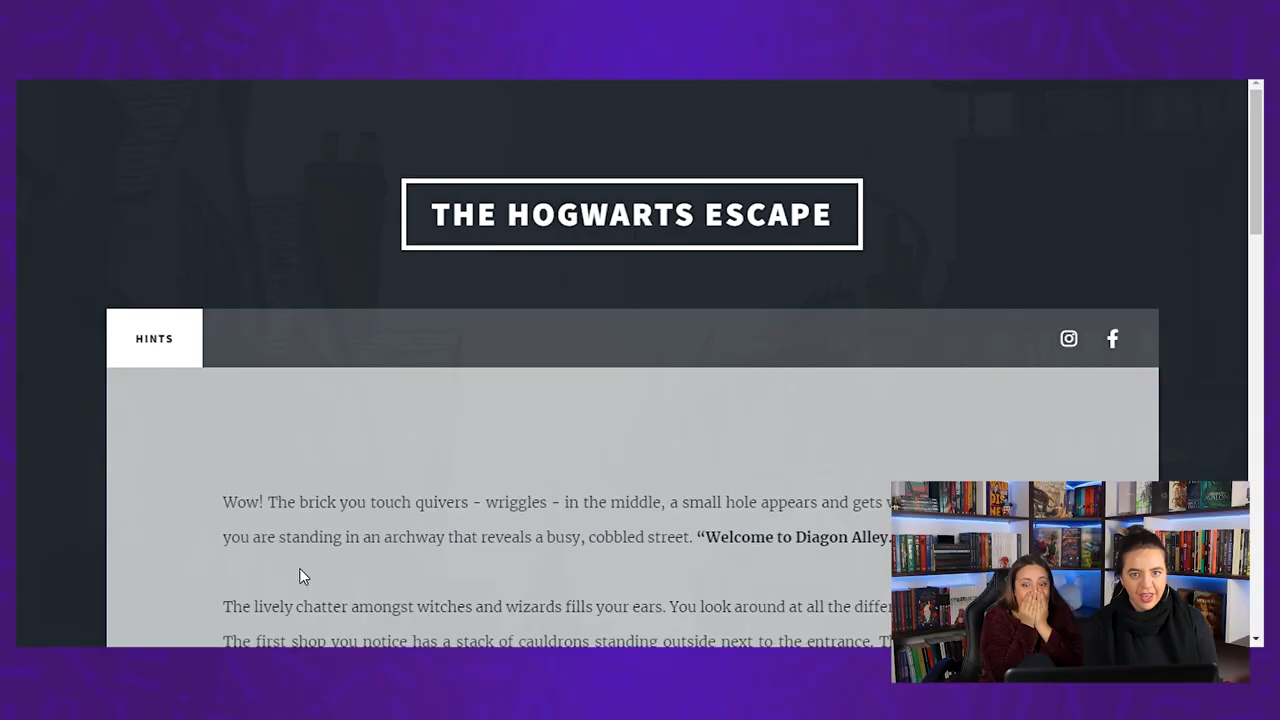 THE HOGWARTS ESCAPE
HINTS
Wow! The brick you touch quivers - wriggles - in the middle, a small hole appears and gets
you are standing in an archway that reveals a busy, cobbled street. “Welcome to Diagon Alley.
The lively chatter amongst witches and wizards fills your ears. You look around at all the
The first shop you notice has a stack of cauldrons standing outside next to the entrance.